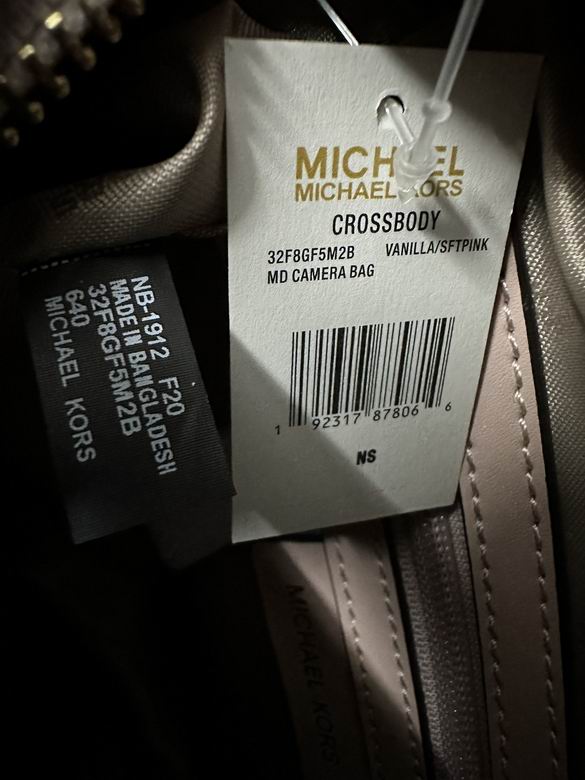 MICHAEL
MICHAEL KORS
CROSSBODY
32F8GF5M2B VANILLA/SFTPINK
MD CAMERA BAG
1 92317 87806 6
NS
NB-1912 F20
MADE IN BANGLADESH
32F8GF5M2B
640
MICHAEL KORS
MICHAEL KORS